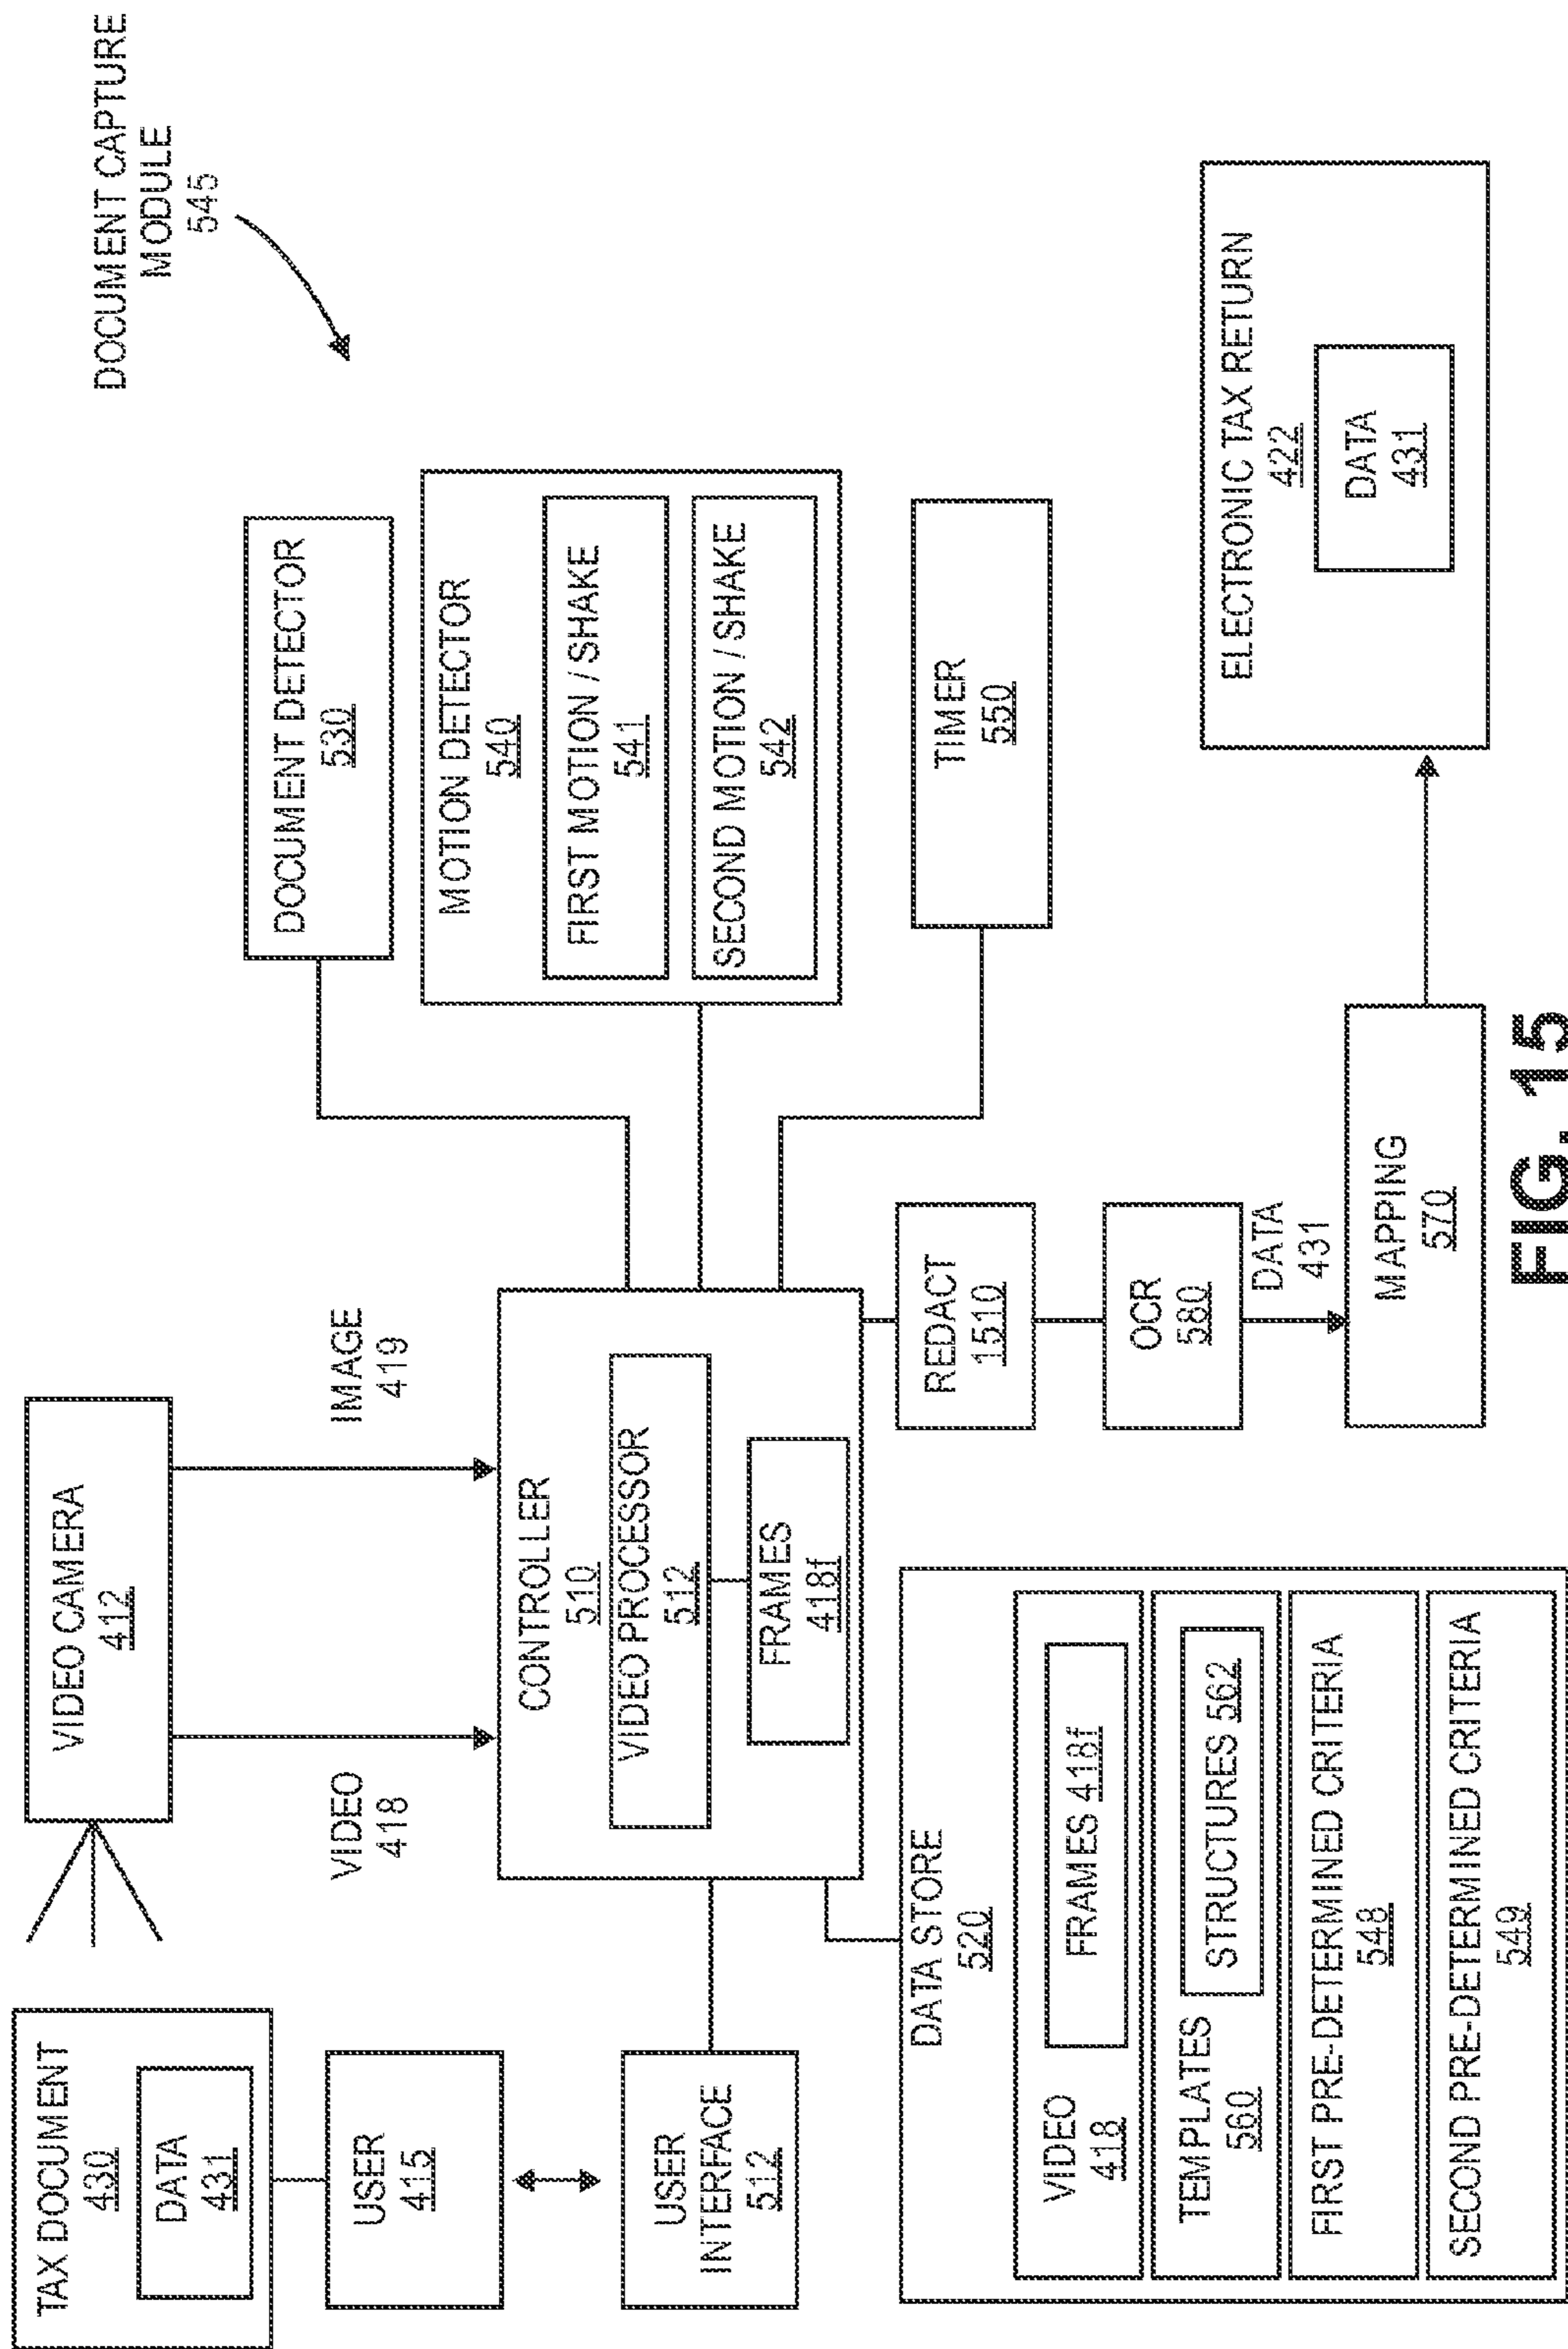 DOCUMENT CAPTURE
MODULE
545
TAX DOCUMENT
430
DATA
431
USER
415
USER
INTERFACE
512
VIDEO CAMERA
412
VIDEO
418
IMAGE
419
CONTROLLER
510
VIDEO PROCESSOR
512
FRAMES
418f
DATA STORE
520
VIDEO
418
FRAMES 418f
TEMPLATES
560
STRUCTURES 562
FIRST PRE-DETERMINED CRITERIA
548
SECOND PRE-DETERMINED CRITERIA
549
DOCUMENT DETECTOR
530
MOTION DETECTOR
540
FIRST MOTION / SHAKE
541
SECOND MOTION / SHAKE
542
TIMER
550
REDACT
1510
OCR
580
DATA
431
MAPPING
570
ELECTRONIC TAX RETURN
422
DATA
431
FIG. 15